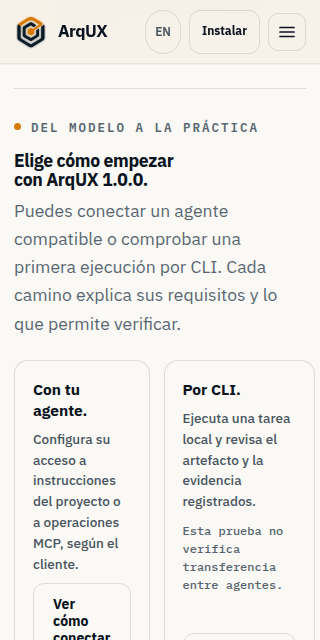 ArqUX
EN
Instalar
DEL MODELO A LA PRÁCTICA
Elige cómo empezar
con ArqUX 1.0.0.
Puedes conectar un agente
compatible o comprobar una
primera ejecución por CLI. Cada
camino explica sus requisitos y lo
que permite verificar.
Con tu
agente.
Configura su
acceso a
instrucciones
del proyecto o
a operaciones
MCP, según el
cliente.
Ver
cómo
conectar
Por CLI.
Ejecuta una tarea
local y revisa el
artefacto y la
evidencia
registrados.
Esta prueba no
verifica
transferencia
entre agentes.